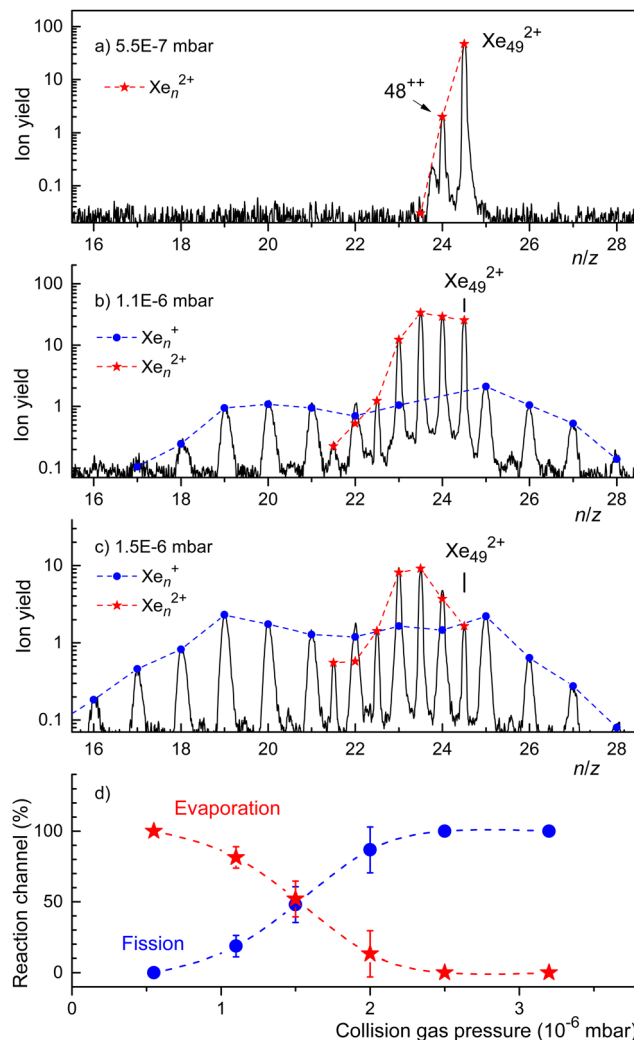 a) 5.5E-7 mbar
Xe49 2+
Xen 2+
48++
Ion yield
100
10
1
0.1
16 18 20 22 24 26 28
n/z
b) 1.1E-6 mbar
Xe49 2+
Xen +
Xen 2+
Ion yield
100
10
1
0.1
16 18 20 22 24 26 28
n/z
c) 1.5E-6 mbar
Xe49 2+
Xen +
Xen 2+
Ion yield
10
1
0.1
16 18 20 22 24 26 28
n/z
d)
Evaporation
Fission
Reaction channel (%)
100
50
0
0 1 2 3
Collision gas pressure (10-6 mbar)